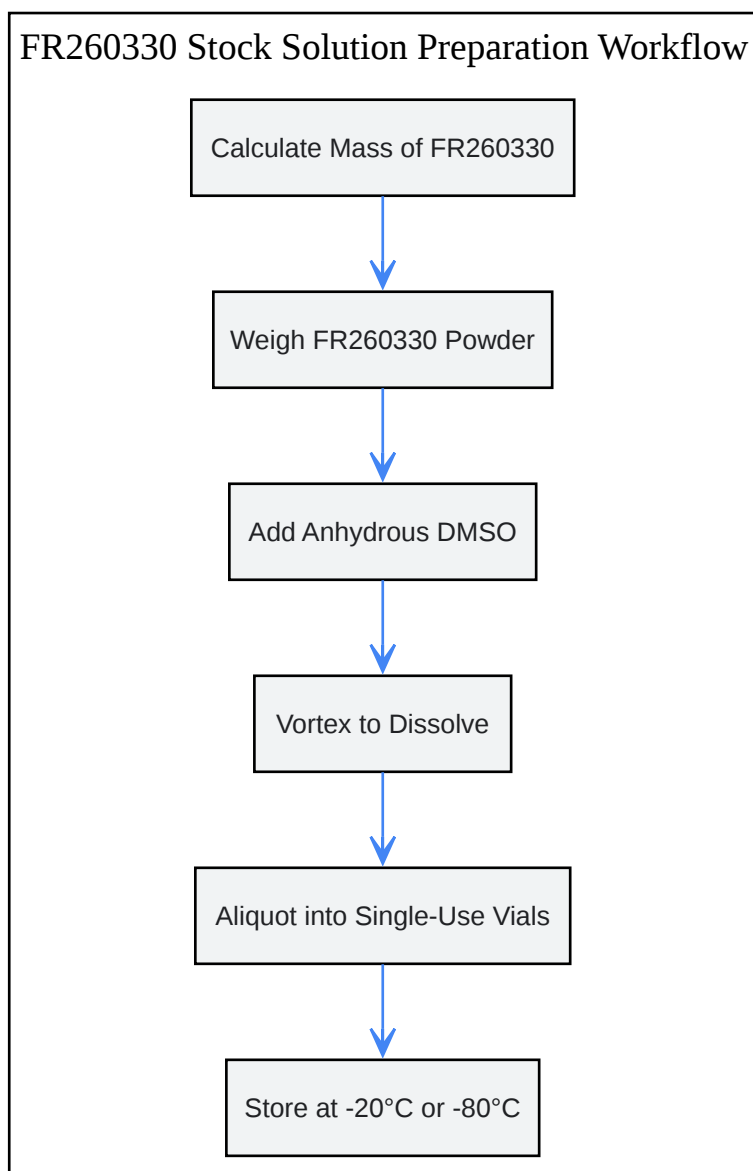 FR260330 Stock Solution Preparation Workflow
Calculate Mass of FR260330
Weigh FR260330 Powder
Add Anhydrous DMSO
Vortex to Dissolve
Aliquot into Single-Use Vials
Store at -20°C or -80°C